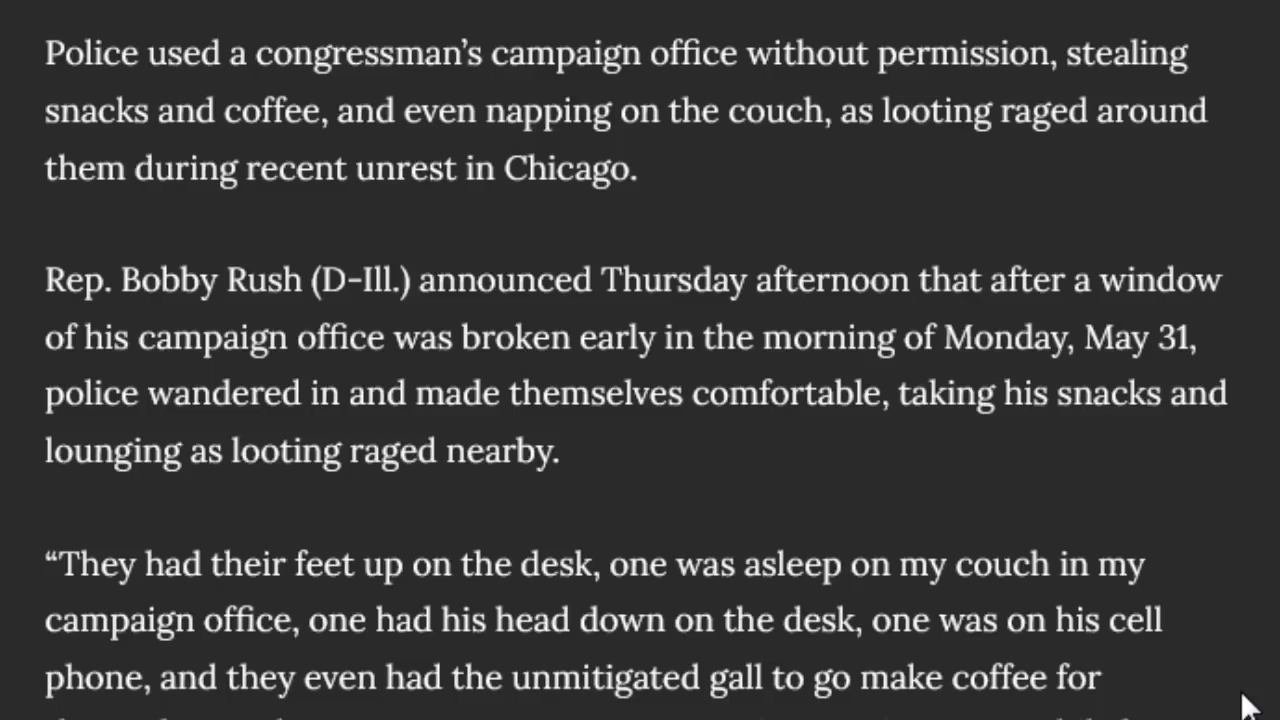 Police used a congressman’s campaign office without permission, stealing
snacks and coffee, and even napping on the couch, as looting raged around
them during recent unrest in Chicago.
Rep. Bobby Rush (D-Ill.) announced Thursday afternoon that after a window
of his campaign office was broken early in the morning of Monday, May 31,
police wandered in and made themselves comfortable, taking his snacks and
lounging as looting raged nearby.
“They had their feet up on the desk, one was asleep on my couch in my
campaign office, one had his head down on the desk, one was on his cell
phone, and they even had the unmitigated gall to go make coffee for